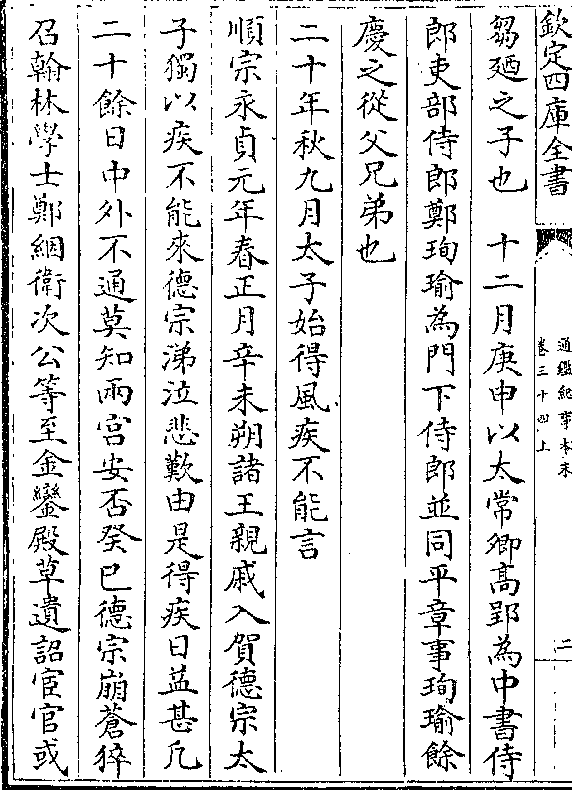 欽定四庫全書
通鑑紀事本末
卷三十四上
二
芻廼之子也　十二月庚申以太常卿高郢為中書侍
郎吏部侍郎鄭珣瑜為門下侍郎並同平章事珣瑜餘
慶之從父兄弟也
二十年秋九月太子始得風疾不能言
順宗永貞元年春正月辛未朔諸王親戚入賀德宗太
子獨以疾不能來德宗涕泣悲歎由是得疾日益甚凡
二十餘日中外不通莫知兩宮安否癸巳德宗崩蒼猝
召翰林學士鄭絪衛次公等至金鑾殿草遺詔宦官或